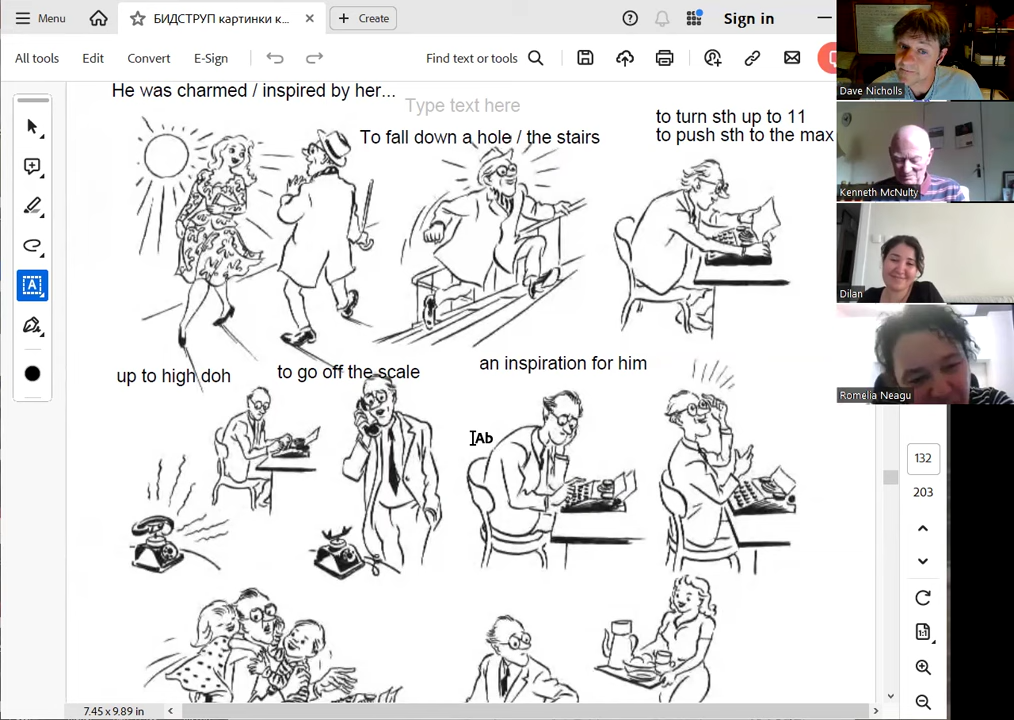 Menu
БИДСТРУП картинки к...
Create
Sign in
All tools
Edit
Convert
E-Sign
Find text or tools
He was charmed / inspired by her...
Type text here
to turn sth up to 11
to push sth to the max
To fall down a hole / the stairs
up to high doh
to go off the scale
an inspiration for him
Ab
A
Dave Nicholls
Kenneth McNulty
Dilan
Romelia Neagu
132
203
1:1
7.45 x 9.89 in